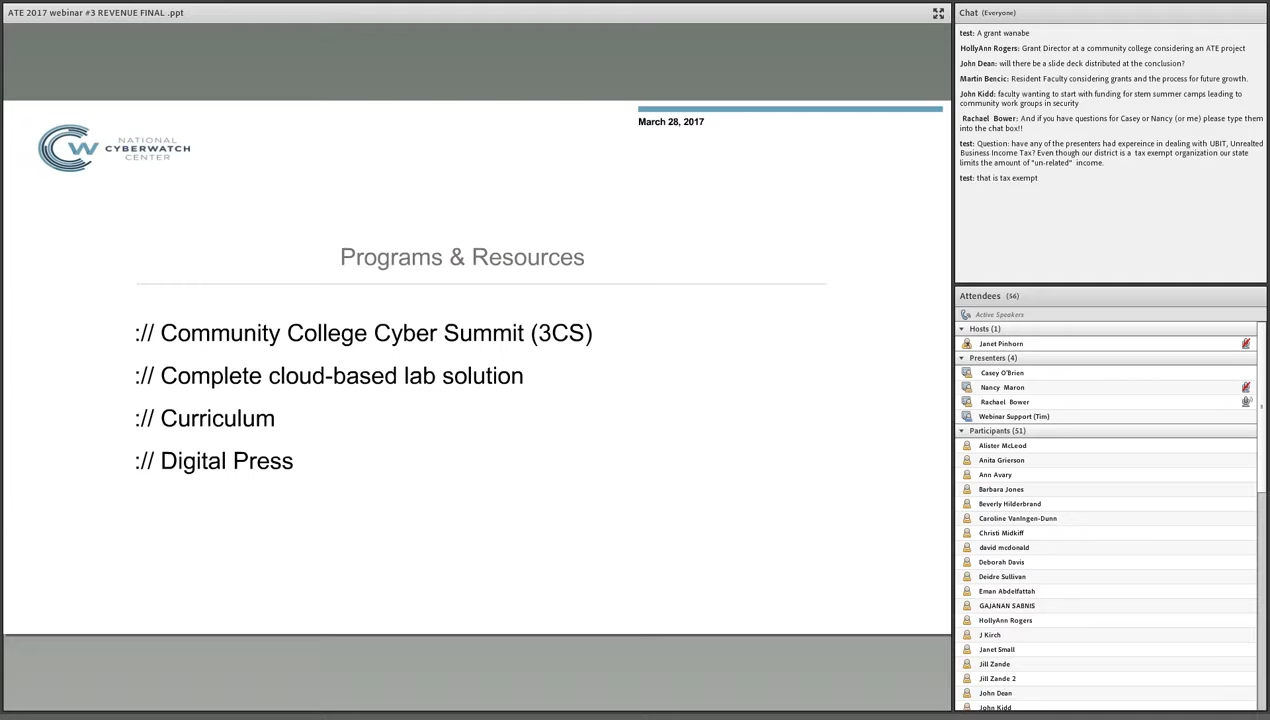 ATE 2017 webinar #3 REVENUE FINAL .ppt
March 28, 2017
NATIONAL
CYBERWATCH
CENTER
Programs & Resources
:// Community College Cyber Summit (3CS)
:// Complete cloud-based lab solution
:// Curriculum
:// Digital Press
Chat (Everyone)
test: A grant wanabe
HollyAnn Rogers: Grant Director at a community college considering an ATE project
John Dean: will there be a slide deck distributed at the conclusion?
Martin Bencic: Resident Faculty considering grants and the process for future growth.
John Kidd: faculty wanting to start with funding for stem summer camps leading to
community work groups in security
Rachael Bower: And if you have questions for Casey or Nancy (or me) please type them
into the chat box!!
test: Question: have any of the presenters had expereince in dealing with UBIT, Unrealted
Business Income Tax? Even though our district is a tax exempt organization our state
limits the amount of "un-related" income.
test: that is tax exempt
Attendees (56)
Active Speakers
Hosts (1)
Janet Pinhorn
Presenters (4)
Casey O'Brien
Nancy Maron
Rachael Bower
Webinar Support (Tim)
Participants (51)
Alister McLeod
Anita Grierson
Ann Avary
Barbara Jones
Beverly Hilderbrand
Caroline VanIngen-Dunn
Christi Midkiff
david mcdonald
Deborah Davis
Deidre Sullivan
Eman Abdelfattah
GAJANAN SABNIS
HollyAnn Rogers
J Kirch
Janet Small
Jill Zande
Jill Zande 2
John Dean
John Kidd